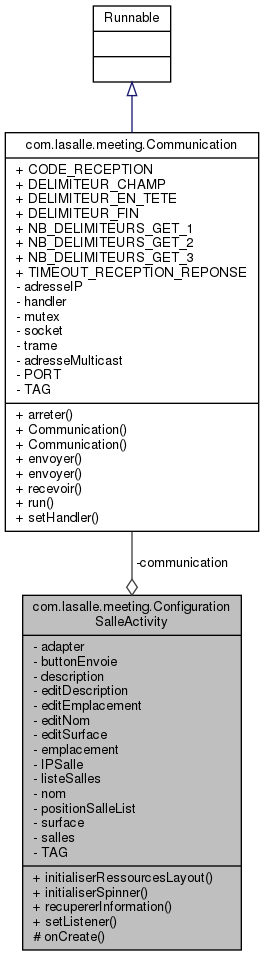 Runnable
com.lasalle.meeting.Communication
+ CODE_RECEPTION
+ DELIMITEUR_CHAMP
+ DELIMITEUR_EN_TETE
+ DELIMITEUR_FIN
+ NB_DELIMITEURS_GET_1
+ NB_DELIMITEURS_GET_2
+ NB_DELIMITEURS_GET_3
+ TIMEOUT_RECEPTION_REPONSE
- adresseIP
- handler
- mutex
- socket
- trame
- adresseMulticast
- PORT
- TAG
+ arreter()
+ Communication()
+ Communication()
+ envoyer()
+ envoyer()
+ recevoir()
+ run()
+ setHandler()
-communication
com.lasalle.meeting.Configuration
SalleActivity
- adapter
- buttonEnvoie
- description
- editDescription
- editEmplacement
- editNom
- editSurface
- emplacement
- IPSalle
- listeSalles
- nom
- positionSalleList
- surface
- salles
- TAG
+ initialiserRessourcesLayout()
+ initialiserSpinner()
+ recupererInformation()
+ setListener()
# onCreate()